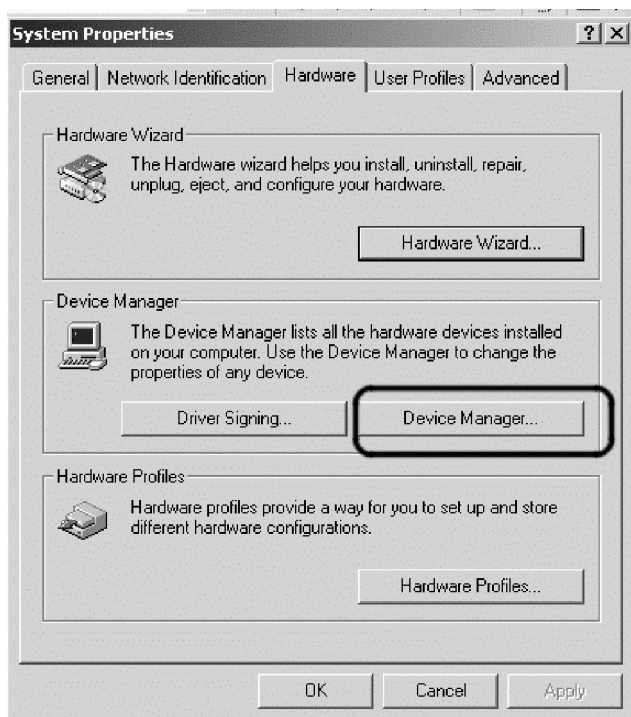 System Properties
General
Network Identification
Hardware
User Profiles
Advanced
Hardware Wizard
The Hardware wizard helps you install, uninstall, repair,
unplug, eject, and configure your hardware.
Hardware Wizard...
Device Manager
The Device Manager lists all the hardware devices installed
on your computer. Use the Device Manager to change the
properties of any device.
Driver Signing...
Device Manager...
Hardware Profiles
Hardware profiles provide a way for you to set up and store
different hardware configurations.
Hardware Profiles...
OK
Cancel
Apply